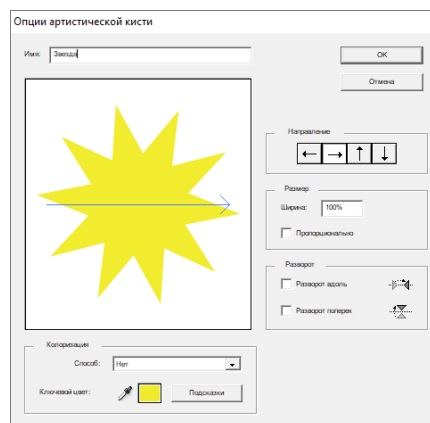 Опции артистической кисти
Имя: Звезда
OK
Отмена
Направление
Размер
Ширина: 100%
Пропорционально
Разворот
Разворот вдоль
Разворот поперек
Колоризация
Способ: Нет
Ключевой цвет: Подсказки